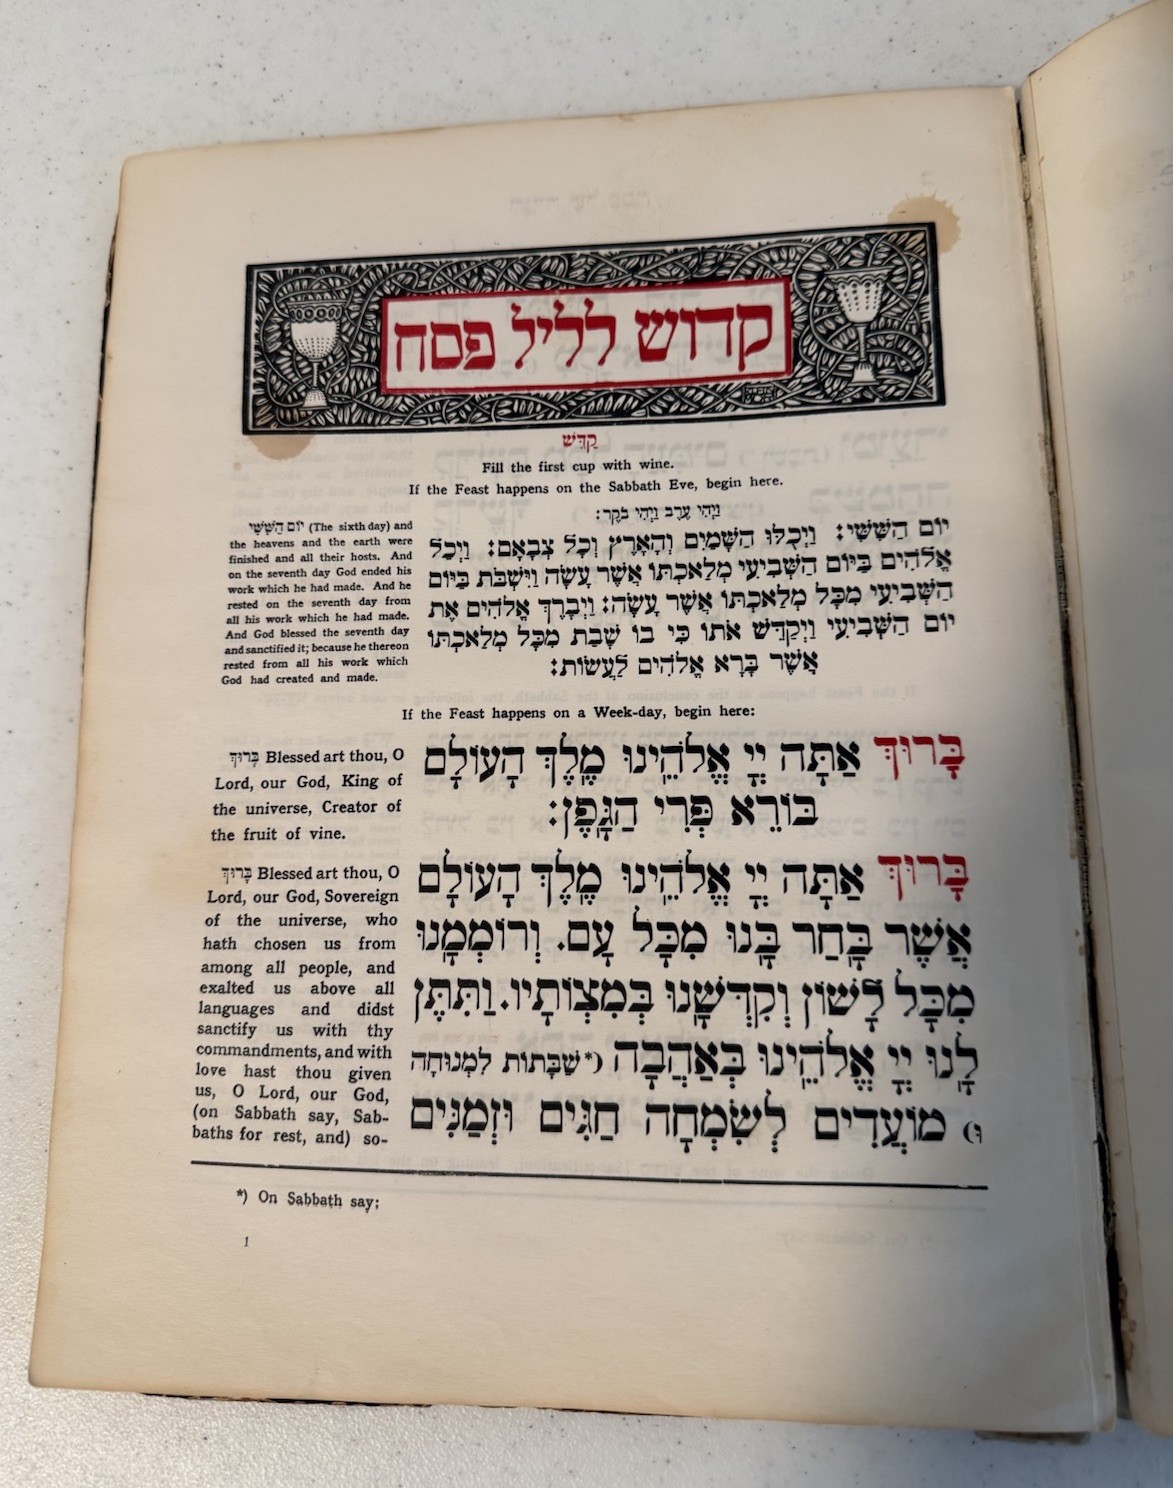 קדוש לליל פסח
קַדֵּשׁ
Fill the first cup with wine.
If the Feast happens on the Sabbath Eve, begin here.
וַיְהִי עֶרֶב וַיְהִי בֹקֶר:
יוֹם הַשִּׁשִּׁי: וַיְכֻלּוּ הַשָּׁמַיִם וְהָאָרֶץ וְכָל צְבָאָם: וַיְכַל
אֱלֹהִים בַּיּוֹם הַשְּׁבִיעִי מְלַאכְתּוֹ אֲשֶׁר עָשָׂה וַיִּשְׁבֹּת בַּיּוֹם
הַשְּׁבִיעִי מִכָּל מְלַאכְתּוֹ אֲשֶׁר עָשָׂה: וַיְבָרֶךְ אֱלֹהִים אֶת
יוֹם הַשְּׁבִיעִי וַיְקַדֵּשׁ אֹתוֹ כִּי בוֹ שָׁבַת מִכָּל מְלַאכְתּוֹ
אֲשֶׁר בָּרָא אֱלֹהִים לַעֲשׂוֹת:
יוֹם הַשִּׁשִּׁי (The sixth day) and
the heavens and the earth were
finished and all their hosts. And
on the seventh day God ended his
work which he had made. And he
rested on the seventh day from
all his work which he had made.
And God blessed the seventh day
and sanctified it; because he thereon
rested from all his work which
God had created and made.
If the Feast happens on a Week-day, begin here:
בָּרוּךְ אַתָּה יְיָ אֱלֹהֵינוּ מֶלֶךְ הָעוֹלָם
בּוֹרֵא פְּרִי הַגָּפֶן:
בָּרוּךְ Blessed art thou, O
Lord, our God, King of
the universe, Creator of
the fruit of vine.
בָּרוּךְ אַתָּה יְיָ אֱלֹהֵינוּ מֶלֶךְ הָעוֹלָם
אֲשֶׁר בָּחַר בָּנוּ מִכָּל עָם. וְרוֹמְמָנוּ
מִכָּל לָשׁוֹן וְקִדְּשָׁנוּ בְּמִצְוֹתָיו. וַתִּתֶּן
לָנוּ יְיָ אֱלֹהֵינוּ בְּאַהֲבָה (*שַׁבָּתוֹת לִמְנוּחָה
וּ) מוֹעֲדִים לְשִׂמְחָה חַגִּים וּזְמַנִּים
בָּרוּךְ Blessed art thou, O
Lord, our God, Sovereign
of the universe, who
hath chosen us from
among all people, and
exalted us above all
languages and didst
sanctify us with thy
commandments, and with
love hast thou given
us, O Lord, our God,
(on Sabbath say, Sab-
baths for rest, and) so-
*) On Sabbath say;
1